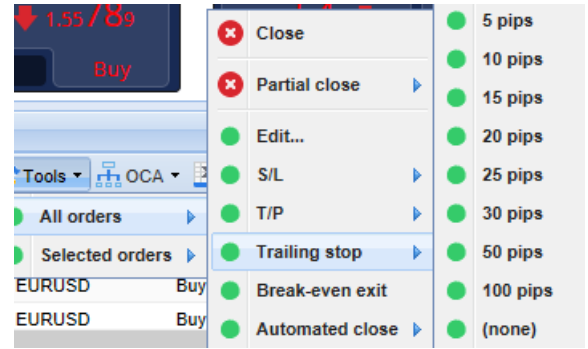 1.55789
Buy
Tools
OCA
All orders
Selected orders
EURUSD Buy
EURUSD Buy
Close
Partial close
Edit...
S/L
T/P
Trailing stop
Break-even exit
Automated close
5 pips
10 pips
15 pips
20 pips
25 pips
30 pips
50 pips
100 pips
(none)